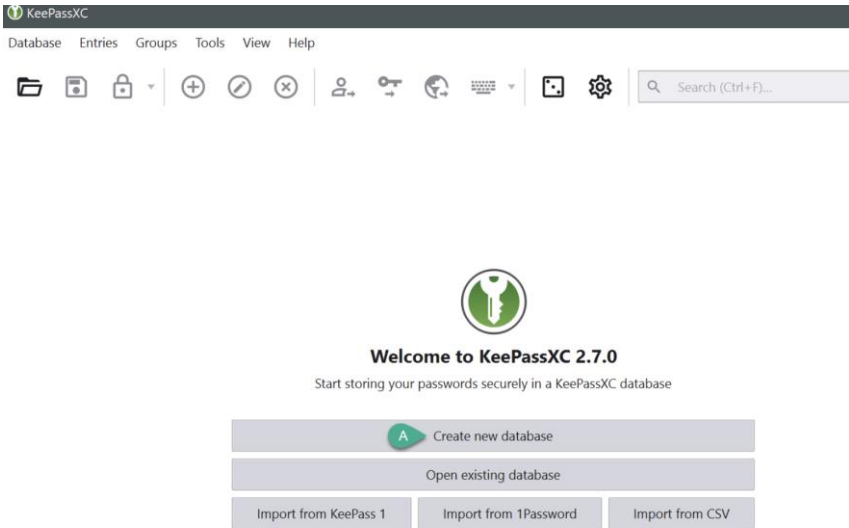 KeePassXC
Database Entries Groups Tools View Help
Search (Ctrl+F)...
Welcome to KeePassXC 2.7.0
Start storing your passwords securely in a KeePassXC database
A Create new database
Open existing database
Import from KeePass 1 Import from 1Password Import from CSV